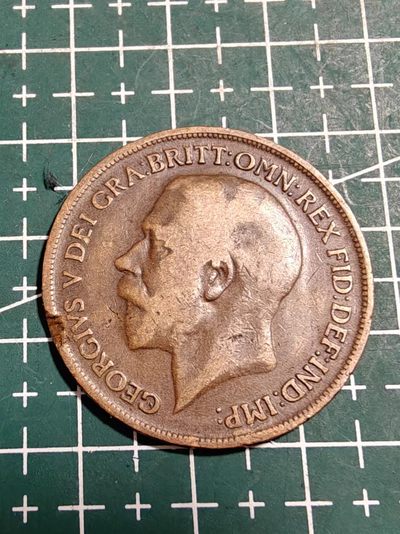 GEORGIVS V DEI GRA:BRITT:OMN:REX FID:DEF:IND:IMP: